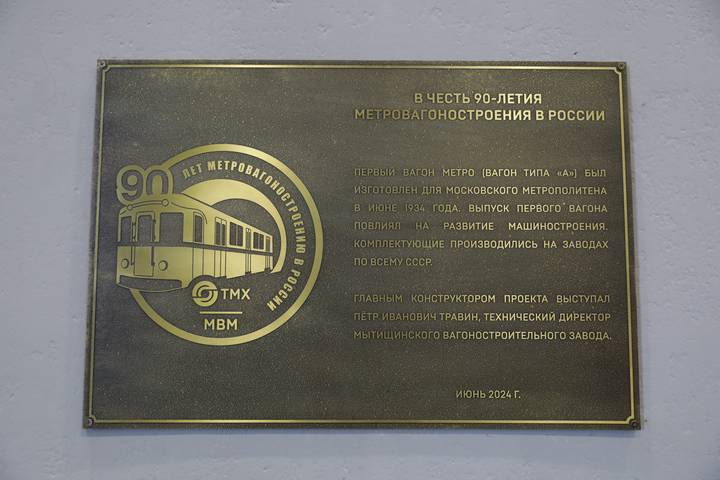 В ЧЕСТЬ 90-ЛЕТИЯ
МЕТРОВАГОНОСТРОЕНИЯ В РОССИИ
90
ЛЕТ МЕТРОВАГОНОСТРОЕНИЮ В РОССИИ
ТМХ
МВМ
ПЕРВЫЙ ВАГОН МЕТРО (ВАГОН ТИПА «А») БЫЛ
ИЗГОТОВЛЕН ДЛЯ МОСКОВСКОГО МЕТРОПОЛИТЕНА
В ИЮНЕ 1934 ГОДА. ВЫПУСК ПЕРВОГО ВАГОНА
ПОВЛИЯЛ НА РАЗВИТИЕ МАШИНОСТРОЕНИЯ.
КОМПЛЕКТУЮЩИЕ ПРОИЗВОДИЛИСЬ НА ЗАВОДАХ
ПО ВСЕМУ СССР.
ГЛАВНЫМ КОНСТРУКТОРОМ ПРОЕКТА ВЫСТУПАЛ
ПЁТР ИВАНОВИЧ ТРАВИН, ТЕХНИЧЕСКИЙ ДИРЕКТОР
МЫТИЩИНСКОГО ВАГОНОСТРОИТЕЛЬНОГО ЗАВОДА.
ИЮНЬ 2024 Г.